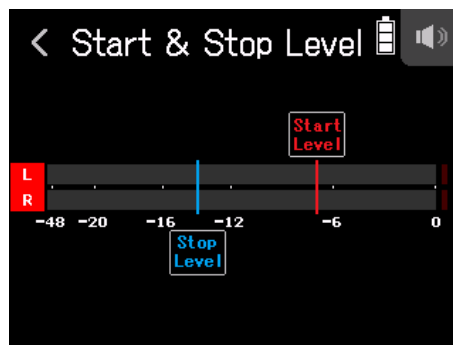 Start & Stop Level
Start
Level
L
R
-48 -20 -16 -12 -6 0
Stop
Level